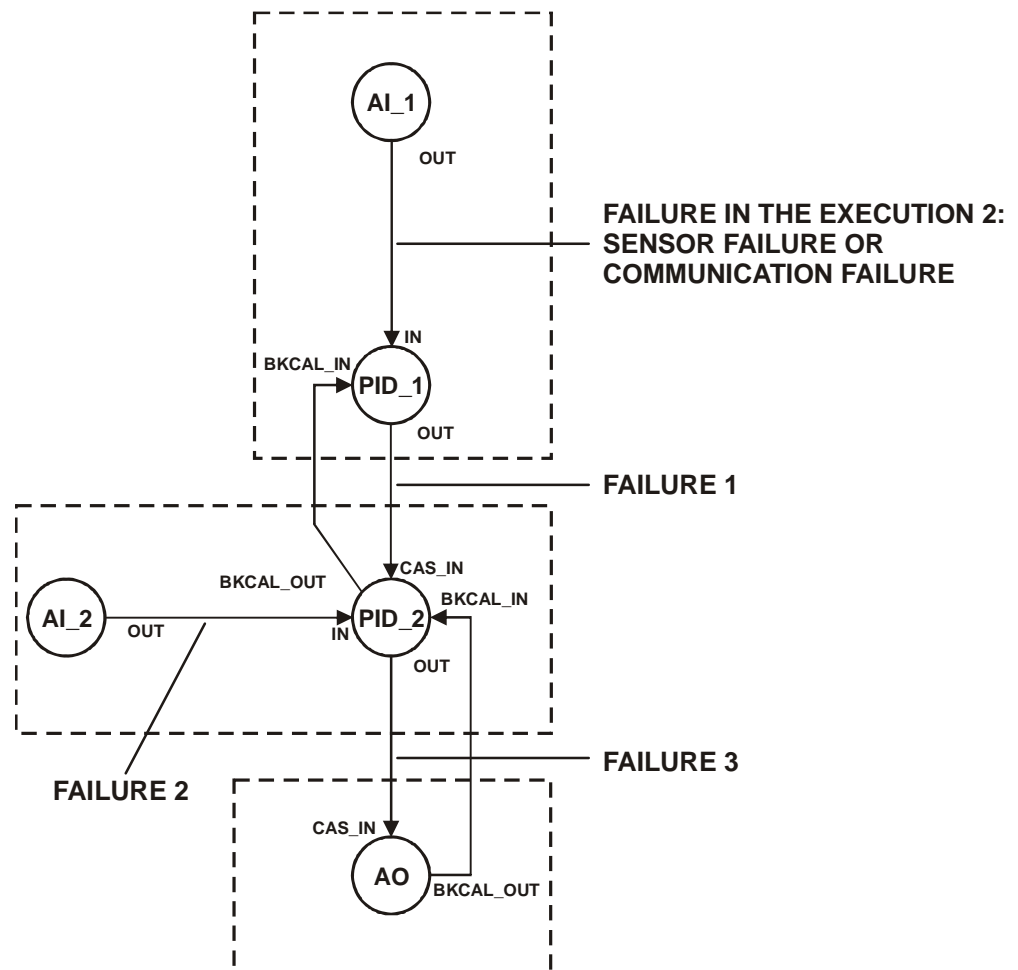 AI_1
OUT
FAILURE IN THE EXECUTION 2:
SENSOR FAILURE OR
COMMUNICATION FAILURE
IN
BKCAL_IN
PID_1
OUT
FAILURE 1
CAS_IN
BKCAL_OUT
BKCAL_IN
AI_2
OUT
IN
PID_2
OUT
FAILURE 3
FAILURE 2
CAS_IN
AO
BKCAL_OUT